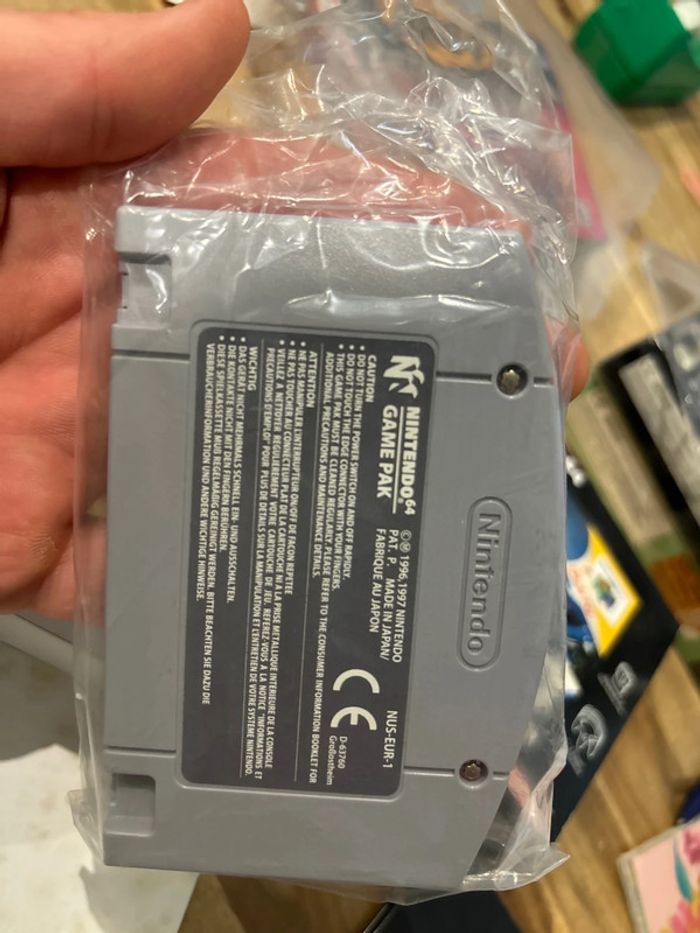 Nintendo
NINTENDO64
GAME PAK
©Ⓜ1996,1997 NINTENDO
PAT. P. MADE IN JAPAN/
FABRIQUE AU JAPON
NUS-EUR-1
CE
D-63760
Großostheim
CAUTION
• DO NOT TURN THE POWER SWITCH ON AND OFF RAPIDLY.
• DO NOT TOUCH THE EDGE CONNECTOR WITH YOUR FINGERS.
• THIS GAME PAK MUST BE CLEANED REGULARLY. PLEASE REFER TO THE CONSUMER INFORMATION BOOKLET FOR
ADDITIONAL PRECAUTIONS AND MAINTENANCE DETAILS.
ATTENTION
• NE PAS MANIPULER L'INTERRUPTEUR ON/OFF DE FACON REPETEE
• NE PAS TOUCHER AU CONNECTEUR PLAT DE LA CARTOUCHE NI A LA PRISE METALLIQUE INTERIEURE DE LA CONSOLE
• VEUILLEZ A NETTOYER REGULIEREMENT VOTRE CARTOUCHE DE JEU. REFEREZ-VOUS A LA NOTICE "INFORMATIONS ET
PRECAUTIONS D'EMPLOI" POUR PLUS DE DETAILS SUR LA MANIPULATION ET L'ENTRETIEN DE VOTRE SYSTEME NINTENDO.
WICHTIG
• DAS GERÄT NICHT MEHRMALS SCHNELL EIN- UND AUSSCHALTEN.
• DIE KONTAKTE NICHT MIT DEN FINGERN BERÜHREN.
• DIESE SPIELKASSETTE MUß REGELMÄßIG GEREINIGT WERDEN. BITTE BEACHTEN SIE DAZU DIE
VERBRAUCHERINFORMATION UND ANDERE WICHTIGE HINWEISE.